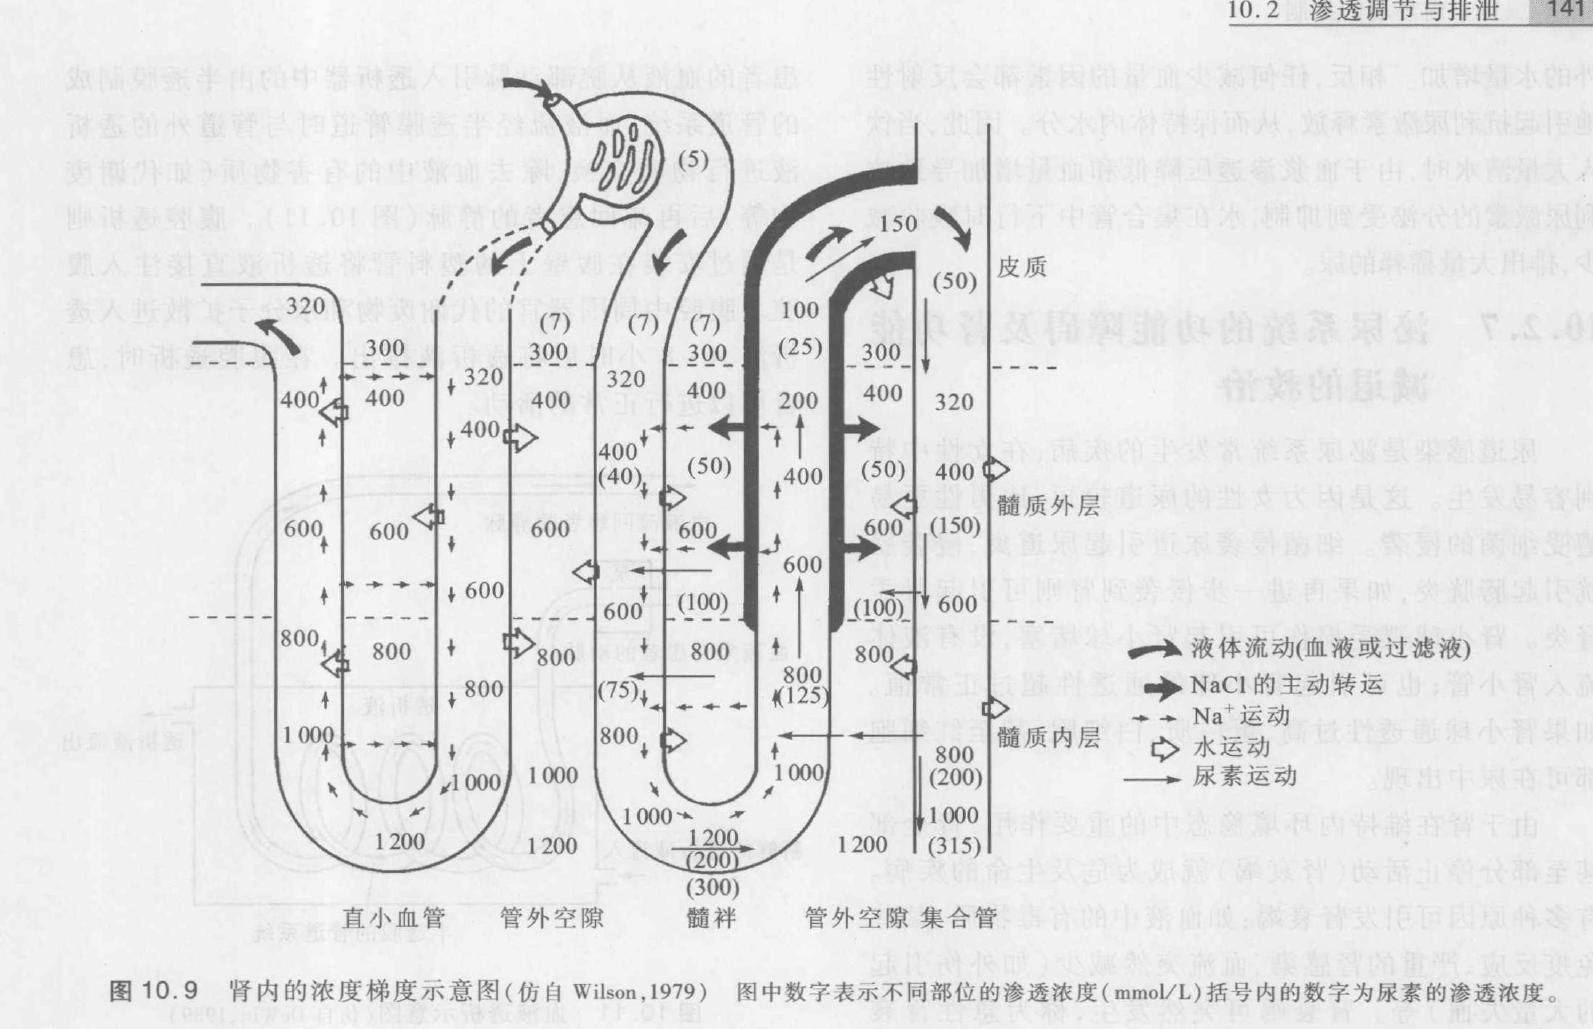 10.2 渗透调节与排泄 141
(5)
150
(50)
皮质
320
100
(7) (7) (7)
(25)
300 300 300 300
320 320
400 400 400 400 200 400 320
400 400 400 400
(40) (50) (50)
髓质外层
600 600 600 600 600 (150)
600
600 600 (100) (100) 600
800 800 800 800 800 800
液体流动(血液或过滤液)
800 (75) (125)
NaCl的主动转运
Na⁺运动
1000 800 髓质内层
水运动
800
(200)
尿素运动
1000 1000 1000
1000 1000
1200 1200 1200 1200 (315)
(200)
(300)
直小血管 管外空隙 髓袢 管外空隙 集合管
图 10.9 肾内的浓度梯度示意图(仿自 Wilson,1979) 图中数字表示不同部位的渗透浓度(mmol/L)括号内的数字为尿素的渗透浓度。